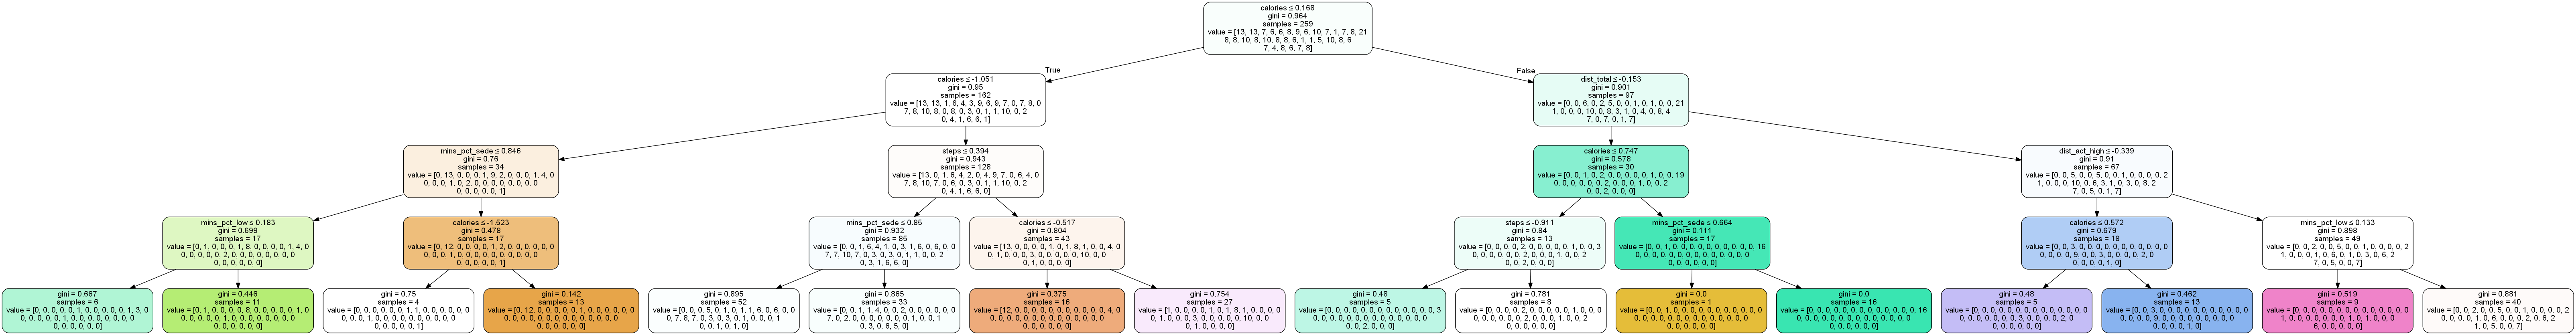 calories ≤ 0.168
gini = 0.964
samples = 259
value = [13, 13, 7, 6, 6, 8, 9, 6, 10, 7, 1, 7, 8, 21
8, 8, 10, 8, 10, 8, 8, 6, 1, 1, 5, 10, 8, 6
7, 4, 8, 6, 7, 8]
True
False
calories ≤ -1.051
gini = 0.95
samples = 162
value = [13, 13, 1, 6, 4, 3, 9, 6, 9, 7, 0, 7, 8, 0
7, 8, 10, 8, 0, 8, 0, 3, 0, 1, 1, 10, 0, 2
0, 4, 1, 6, 6, 1]
dist_total ≤ -0.153
gini = 0.901
samples = 97
value = [0, 0, 6, 0, 2, 5, 0, 0, 1, 0, 1, 0, 0, 21
1, 0, 0, 0, 10, 0, 8, 3, 1, 0, 4, 0, 8, 4
7, 0, 7, 0, 1, 7]
mins_pct_sede ≤ 0.846
gini = 0.76
samples = 34
value = [0, 13, 0, 0, 0, 1, 9, 2, 0, 0, 0, 1, 4, 0
0, 0, 0, 1, 0, 2, 0, 0, 0, 0, 0, 0, 0, 0
0, 0, 0, 0, 0, 1]
steps ≤ 0.394
gini = 0.943
samples = 128
value = [13, 0, 1, 6, 4, 2, 0, 4, 9, 7, 0, 6, 4, 0
7, 8, 10, 7, 0, 6, 0, 3, 0, 1, 1, 10, 0, 2
0, 4, 1, 6, 6, 0]
calories ≤ 0.747
gini = 0.578
samples = 30
value = [0, 0, 1, 0, 2, 0, 0, 0, 0, 0, 1, 0, 0, 19
0, 0, 0, 0, 0, 0, 2, 0, 0, 0, 1, 0, 0, 2
0, 0, 2, 0, 0, 0]
dist_act_high ≤ -0.339
gini = 0.91
samples = 67
value = [0, 0, 5, 0, 0, 5, 0, 0, 1, 0, 0, 0, 0, 2
1, 0, 0, 0, 10, 0, 6, 3, 1, 0, 3, 0, 8, 2
7, 0, 5, 0, 1, 7]
mins_pct_low ≤ 0.183
gini = 0.699
samples = 17
value = [0, 1, 0, 0, 0, 1, 8, 0, 0, 0, 0, 1, 4, 0
0, 0, 0, 0, 0, 2, 0, 0, 0, 0, 0, 0, 0, 0
0, 0, 0, 0, 0, 0]
calories ≤ -1.523
gini = 0.478
samples = 17
value = [0, 12, 0, 0, 0, 0, 1, 2, 0, 0, 0, 0, 0, 0
0, 0, 0, 1, 0, 0, 0, 0, 0, 0, 0, 0, 0, 0
0, 0, 0, 0, 0, 1]
mins_pct_sede ≤ 0.85
gini = 0.932
samples = 85
value = [0, 0, 1, 6, 4, 1, 0, 3, 1, 6, 0, 6, 0, 0
7, 7, 10, 7, 0, 3, 0, 3, 0, 1, 1, 0, 0, 2
0, 3, 1, 6, 6, 0]
calories ≤ -0.517
gini = 0.804
samples = 43
value = [13, 0, 0, 0, 0, 1, 0, 1, 8, 1, 0, 0, 4, 0
0, 1, 0, 0, 0, 3, 0, 0, 0, 0, 0, 10, 0, 0
0, 1, 0, 0, 0, 0]
steps ≤ -0.911
gini = 0.84
samples = 13
value = [0, 0, 0, 0, 2, 0, 0, 0, 0, 0, 1, 0, 0, 3
0, 0, 0, 0, 0, 0, 2, 0, 0, 0, 1, 0, 0, 2
0, 0, 2, 0, 0, 0]
mins_pct_sede ≤ 0.664
gini = 0.111
samples = 17
value = [0, 0, 1, 0, 0, 0, 0, 0, 0, 0, 0, 0, 0, 16
0, 0, 0, 0, 0, 0, 0, 0, 0, 0, 0, 0, 0, 0
0, 0, 0, 0, 0, 0]
calories ≤ 0.572
gini = 0.679
samples = 18
value = [0, 0, 3, 0, 0, 0, 0, 0, 0, 0, 0, 0, 0, 0
0, 0, 0, 0, 9, 0, 0, 3, 0, 0, 0, 0, 2, 0
0, 0, 0, 0, 1, 0]
mins_pct_low ≤ 0.133
gini = 0.898
samples = 49
value = [0, 0, 2, 0, 0, 5, 0, 0, 1, 0, 0, 0, 0, 2
1, 0, 0, 0, 1, 0, 6, 0, 1, 0, 3, 0, 6, 2
7, 0, 5, 0, 0, 7]
gini = 0.667
samples = 6
value = [0, 0, 0, 0, 0, 1, 0, 0, 0, 0, 0, 1, 3, 0
0, 0, 0, 0, 0, 1, 0, 0, 0, 0, 0, 0, 0, 0
0, 0, 0, 0, 0, 0]
gini = 0.446
samples = 11
value = [0, 1, 0, 0, 0, 0, 8, 0, 0, 0, 0, 0, 1, 0
0, 0, 0, 0, 0, 1, 0, 0, 0, 0, 0, 0, 0, 0
0, 0, 0, 0, 0, 0]
gini = 0.75
samples = 4
value = [0, 0, 0, 0, 0, 0, 1, 1, 0, 0, 0, 0, 0, 0
0, 0, 0, 1, 0, 0, 0, 0, 0, 0, 0, 0, 0, 0
0, 0, 0, 0, 0, 1]
gini = 0.142
samples = 13
value = [0, 12, 0, 0, 0, 0, 0, 1, 0, 0, 0, 0, 0, 0
0, 0, 0, 0, 0, 0, 0, 0, 0, 0, 0, 0, 0, 0
0, 0, 0, 0, 0, 0]
gini = 0.895
samples = 52
value = [0, 0, 0, 5, 0, 1, 0, 1, 1, 6, 0, 6, 0, 0
0, 7, 8, 7, 0, 3, 0, 3, 0, 1, 0, 0, 0, 1
0, 0, 1, 0, 1, 0]
gini = 0.865
samples = 33
value = [0, 0, 1, 1, 4, 0, 0, 2, 0, 0, 0, 0, 0, 0
7, 0, 2, 0, 0, 0, 0, 0, 0, 0, 1, 0, 0, 1
0, 3, 0, 6, 5, 0]
gini = 0.375
samples = 16
value = [12, 0, 0, 0, 0, 0, 0, 0, 0, 0, 0, 0, 4, 0
0, 0, 0, 0, 0, 0, 0, 0, 0, 0, 0, 0, 0, 0
0, 0, 0, 0, 0, 0]
gini = 0.754
samples = 27
value = [1, 0, 0, 0, 0, 1, 0, 1, 8, 1, 0, 0, 0, 0
0, 1, 0, 0, 0, 3, 0, 0, 0, 0, 0, 10, 0, 0
0, 1, 0, 0, 0, 0]
gini = 0.48
samples = 5
value = [0, 0, 0, 0, 0, 0, 0, 0, 0, 0, 0, 0, 0, 3
0, 0, 0, 0, 0, 0, 0, 0, 0, 0, 0, 0, 0, 0
0, 0, 2, 0, 0, 0]
gini = 0.781
samples = 8
value = [0, 0, 0, 0, 2, 0, 0, 0, 0, 0, 1, 0, 0, 0
0, 0, 0, 0, 0, 0, 2, 0, 0, 0, 1, 0, 0, 2
0, 0, 0, 0, 0, 0]
gini = 0.0
samples = 1
value = [0, 0, 1, 0, 0, 0, 0, 0, 0, 0, 0, 0, 0, 0
0, 0, 0, 0, 0, 0, 0, 0, 0, 0, 0, 0, 0, 0
0, 0, 0, 0, 0, 0]
gini = 0.0
samples = 16
value = [0, 0, 0, 0, 0, 0, 0, 0, 0, 0, 0, 0, 0, 16
0, 0, 0, 0, 0, 0, 0, 0, 0, 0, 0, 0, 0, 0
0, 0, 0, 0, 0, 0]
gini = 0.48
samples = 5
value = [0, 0, 0, 0, 0, 0, 0, 0, 0, 0, 0, 0, 0, 0
0, 0, 0, 0, 0, 0, 0, 3, 0, 0, 0, 0, 2, 0
0, 0, 0, 0, 0, 0]
gini = 0.462
samples = 13
value = [0, 0, 3, 0, 0, 0, 0, 0, 0, 0, 0, 0, 0, 0
0, 0, 0, 0, 9, 0, 0, 0, 0, 0, 0, 0, 0, 0
0, 0, 0, 0, 1, 0]
gini = 0.519
samples = 9
value = [0, 0, 0, 0, 0, 0, 0, 0, 0, 0, 0, 0, 0, 0
1, 0, 0, 0, 0, 0, 0, 0, 1, 0, 1, 0, 0, 0
6, 0, 0, 0, 0, 0]
gini = 0.881
samples = 40
value = [0, 0, 2, 0, 0, 5, 0, 0, 1, 0, 0, 0, 0, 2
0, 0, 0, 0, 1, 0, 6, 0, 0, 0, 2, 0, 6, 2
1, 0, 5, 0, 0, 7]